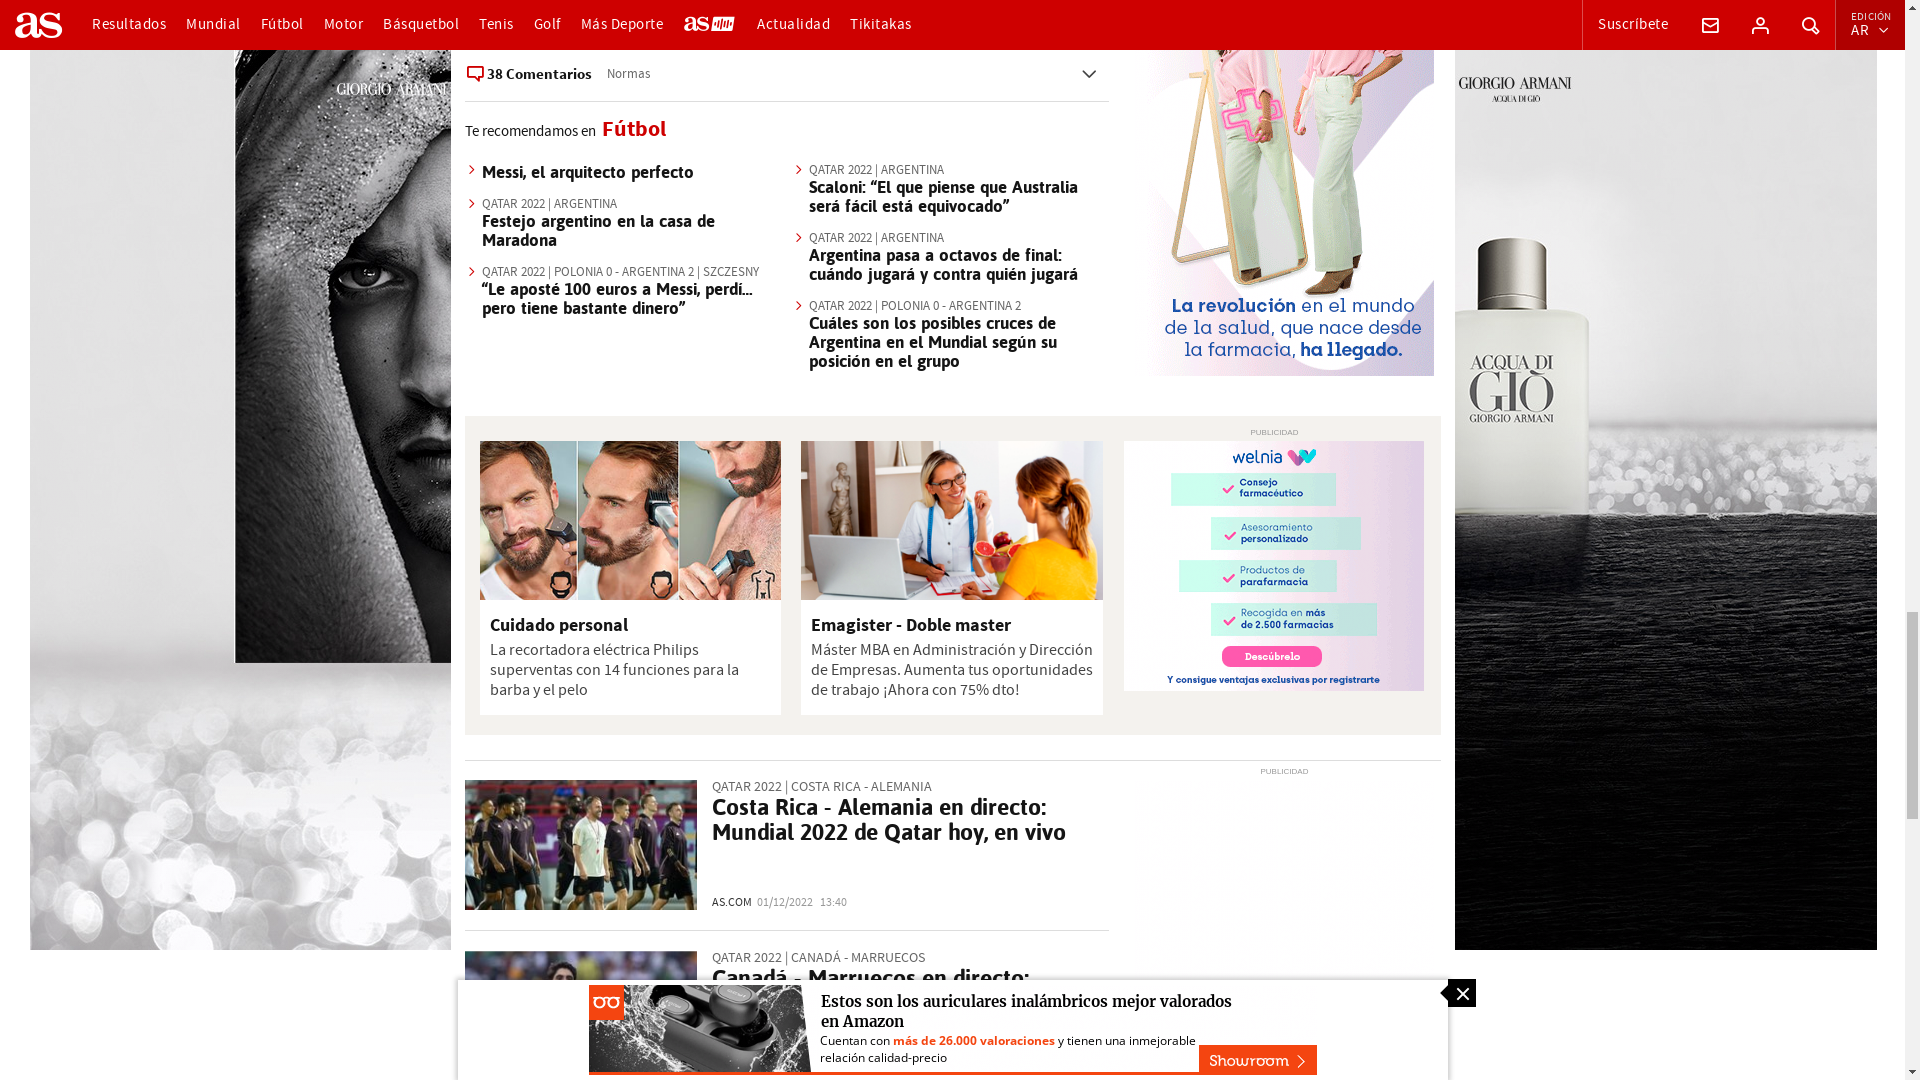 as
Resultados
Mundial
Fútbol
Motor
Básquetbol
Tenis
Golf
Más Deporte
as
Actualidad
Tikitakas
Suscríbete
EDICIÓN
AR
GIORGIO ARMANI
38 Comentarios
Normas
Te recomendamos en Fútbol
Messi, el arquitecto perfecto
QATAR 2022 | ARGENTINA
Festejo argentino en la casa de
Maradona
QATAR 2022 | POLONIA 0 - ARGENTINA 2 | SZCZESNY
“Le aposté 100 euros a Messi, perdí...
pero tiene bastante dinero”
QATAR 2022 | ARGENTINA
Scaloni: “El que piense que Australia
será fácil está equivocado”
QATAR 2022 | ARGENTINA
Argentina pasa a octavos de final:
cuándo jugará y contra quién jugará
QATAR 2022 | POLONIA 0 - ARGENTINA 2
Cuáles son los posibles cruces de
Argentina en el Mundial según su
posición en el grupo
La revolución en el mundo
de la salud, que nace desde
la farmacia, ha llegado.
GIORGIO ARMANI
ACQUA DI GIÒ
ACQUA DI
GIÒ
GIORGIO ARMANI
Cuidado personal
La recortadora eléctrica Philips
superventas con 14 funciones para la
barba y el pelo
Emagister - Doble master
Máster MBA en Administración y Dirección
de Empresas. Aumenta tus oportunidades
de trabajo ¡Ahora con 75% dto!
PUBLICIDAD
welnia
Consejo
farmacéutico
Asesoramiento
personalizado
Productos de
parafarmacia
Recogida en más
de 2.500 farmacias
Descúbrelo
Y consigue ventajas exclusivas por registrarte
QATAR 2022 | COSTA RICA - ALEMANIA
Costa Rica - Alemania en directo:
Mundial 2022 de Qatar hoy, en vivo
AS.COM 01/12/2022 13:40
PUBLICIDAD
QATAR 2022 | CANADÁ - MARRUECOS
Canadá - Marruecos en directo:
Estos son los auriculares inalámbricos mejor valorados
en Amazon
Cuentan con más de 26.000 valoraciones y tienen una inmejorable
relación calidad-precio
Showroom